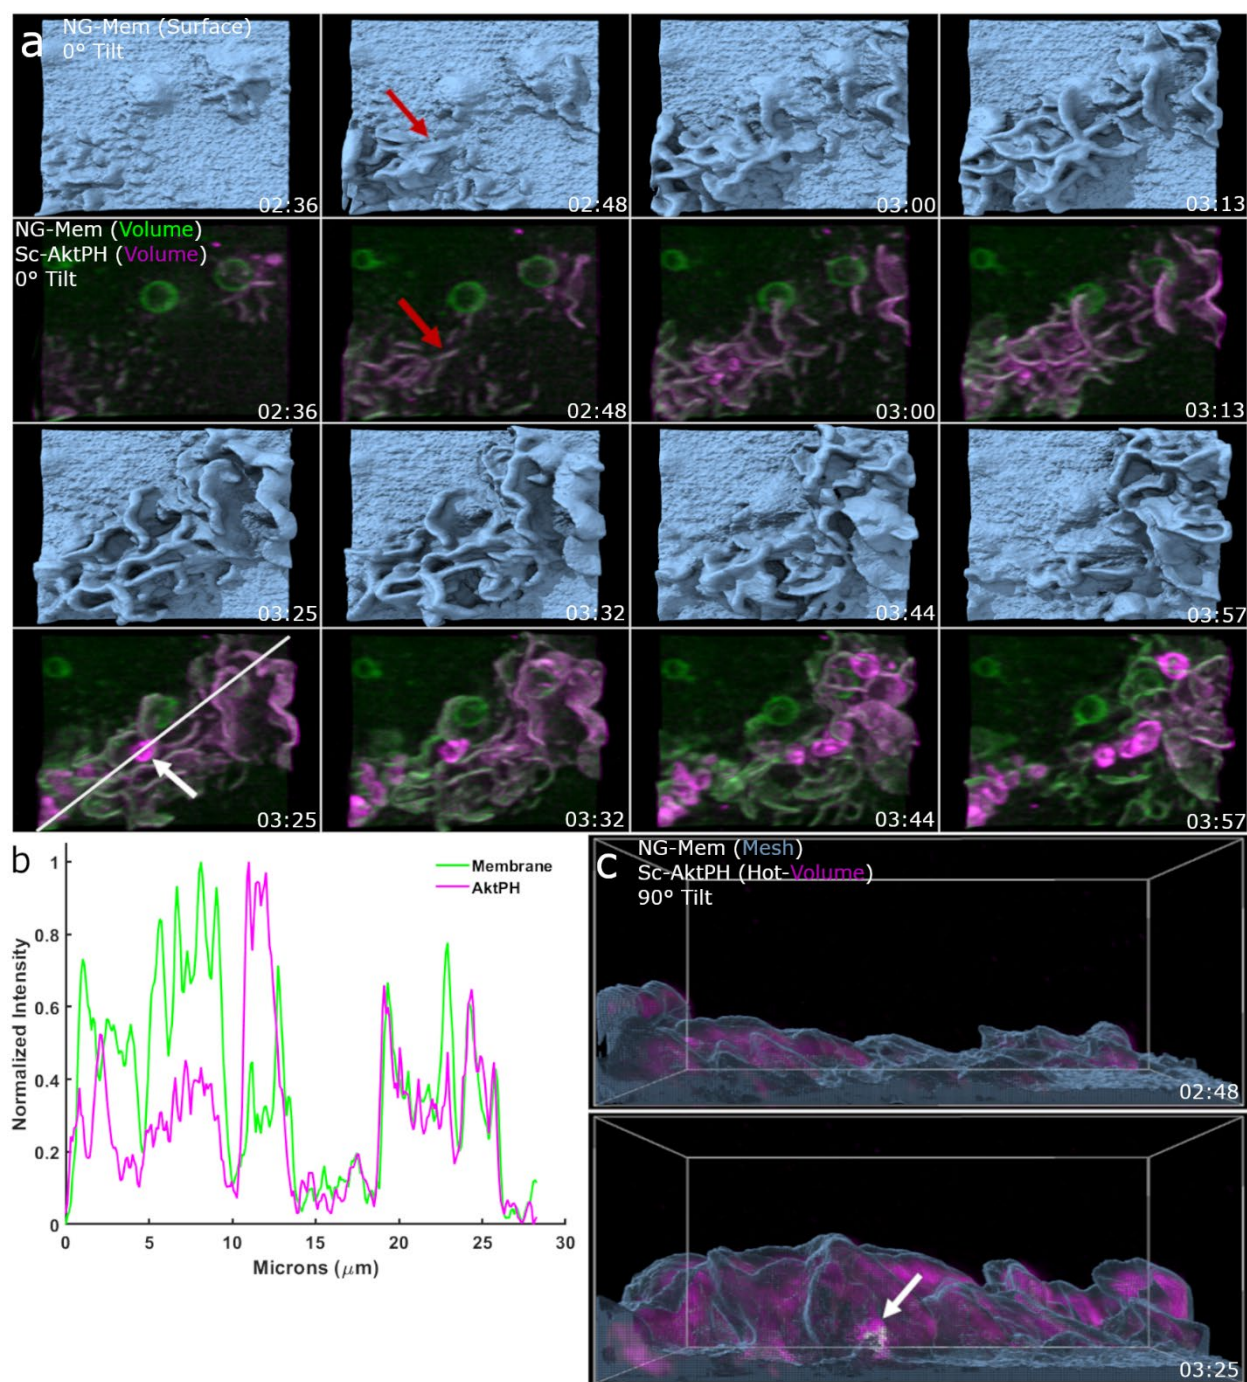 a
NG-Mem (Surface)
0° Tilt
02:36
02:48
03:00
03:13
NG-Mem (Volume)
Sc-AktPH (Volume)
0° Tilt
02:36
02:48
03:00
03:13
03:25
03:32
03:44
03:57
03:25
03:32
03:44
03:57
b
Membrane
AktPH
1
0.8
0.6
0.4
0.2
0
Normalized Intensity
0 5 10 15 20 25 30
Microns (μm)
c
NG-Mem (Mesh)
Sc-AktPH (Hot-Volume)
90° Tilt
02:48
03:25